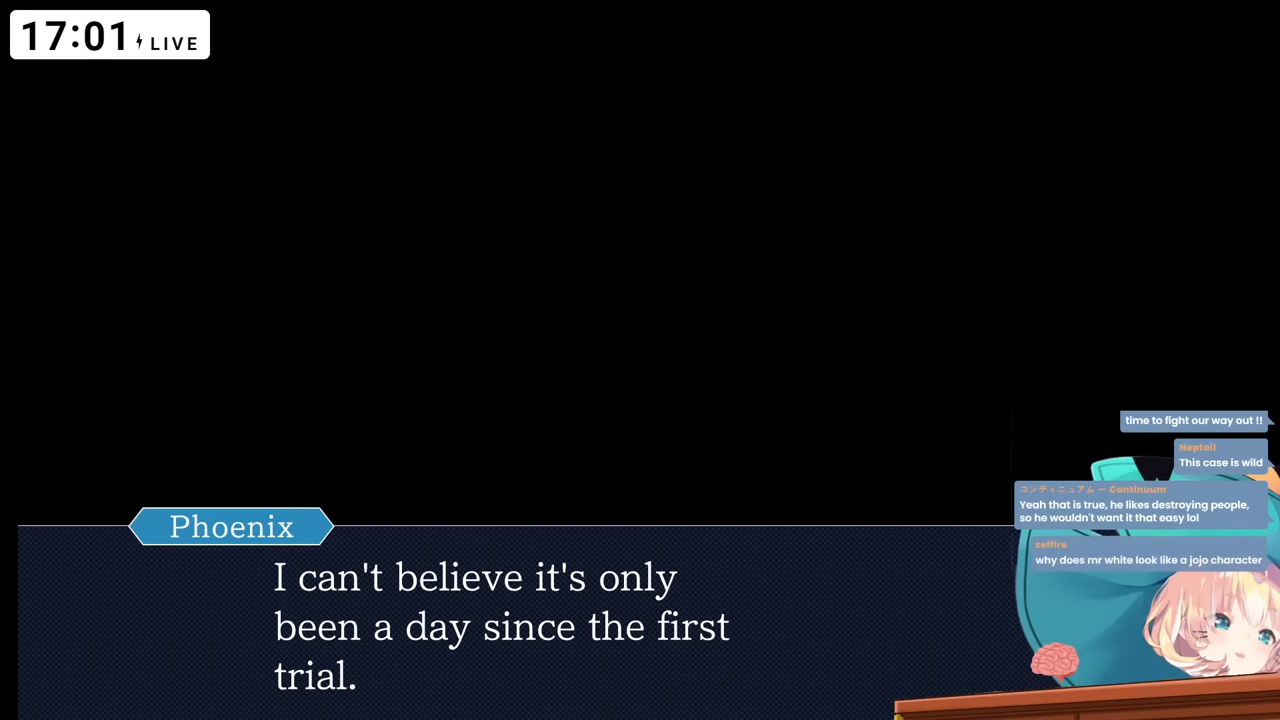 17:01 LIVE
time to fight our way out !!
Neptail
This case is wild
コンティニュアム — Continuum
Yeah that is true, he likes destroying people,
so he wouldn't want it that easy lol
zeffire
why does mr white look like a jojo character
Phoenix
I can't believe it's only
been a day since the first
trial.